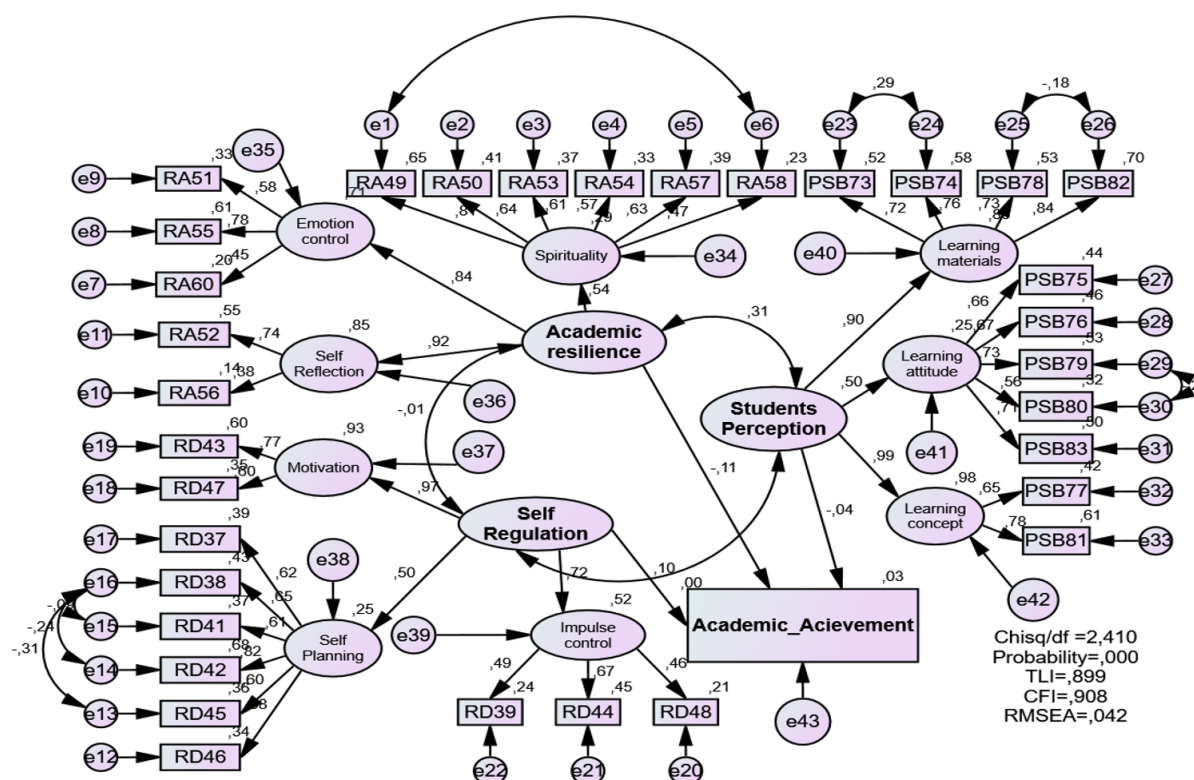 ,29
-,18
e1
e2
e3
e4
e5
e6
e23
e24
e25
e26
e35
,33
,65
,41
,37
,33
,39
,23
,52
,58
,53
,70
e9
RA51
RA49
RA50
RA53
RA54
RA57
RA58
PSB73
PSB74
PSB78
PSB82
,58
,71
,64
,61
,57
,63
,47
,72
,76
,73
,84
,61
,78
e8
RA55
Emotion
control
Spirituality
e34
e40
Learning
materials
,44
,20
,45
e7
RA60
PSB75
e27
,84
,54
,31
,66
,46
,55
,85
,90
,25
,67
PSB76
e28
e11
RA52
,74
,92
Academic
resilience
,53
Self
Reflection
Learning
attitude
,73
PSB79
e29
,14
,38
,50
,56
,32
e10
RA56
e36
Students
Perception
PSB80
e30
-,01
,71
,50
,60
,93
e37
e41
PSB83
e31
e19
RD43
,77
Motivation
-,11
,99
,42
,35
,60
,98
,65
e18
RD47
,97
PSB77
e32
Self
Regulation
Learning
concept
,78
,61
,39
-,04
PSB81
e33
e17
RD37
e38
,62
,43
,50
,72
,10
e16
RD38
,65
,00
,03
e42
,37
,25
,52
e15
RD41
,61
e39
Impulse
control
Academic_Acievement
-,24
,68
,82
Self
Planning
Chisq/df =2,410
-,31
e14
RD42
,49
,67
,46
Probability=,000
,36
,60
,24
,45
,21
TLI=,899
e13
RD45
RD39
RD44
RD48
CFI=,908
,34
e43
RMSEA=,042
e12
RD46
e22
e21
e20